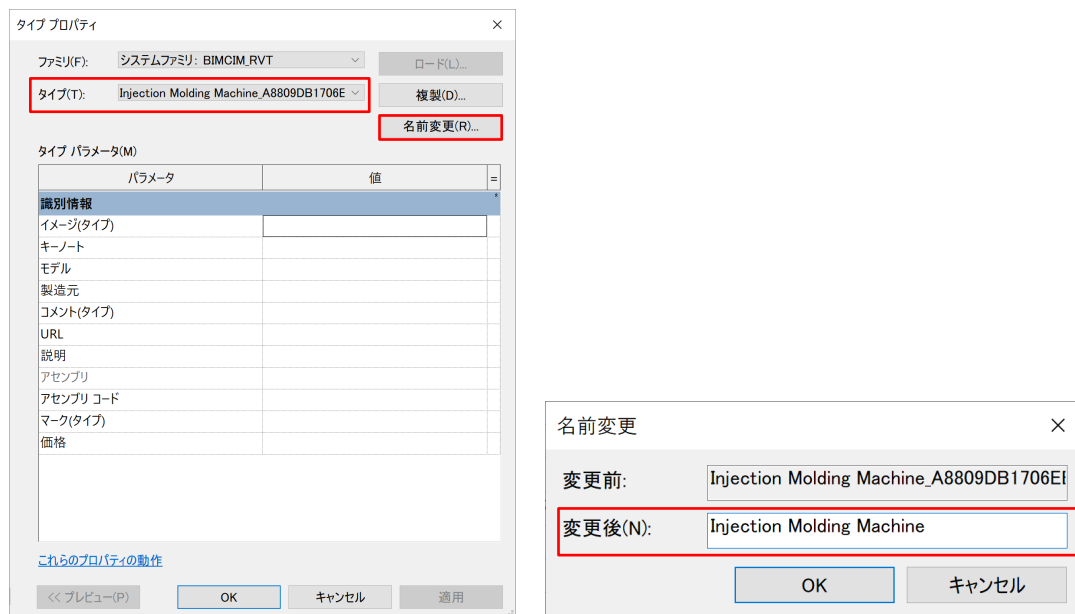 タイプ プロパティ
ファミリ(F): システムファミリ: BIMCIM_RVT ロード(L)...
タイプ(T): Injection Molding Machine_A8809DB1706E 複製(D)...
名前変更(R)...
タイプ パラメータ(M)
パラメータ 値 =
識別情報
イメージ(タイプ)
キーノート
モデル
製造元
コメント(タイプ)
URL
説明
アセンブリ
アセンブリ コード
マーク(タイプ)
価格
これらのプロパティの動作
<< プレビュー(P) OK キャンセル 適用
名前変更
変更前: Injection Molding Machine_A8809DB1706E
変更後(N): Injection Molding Machine
OK キャンセル